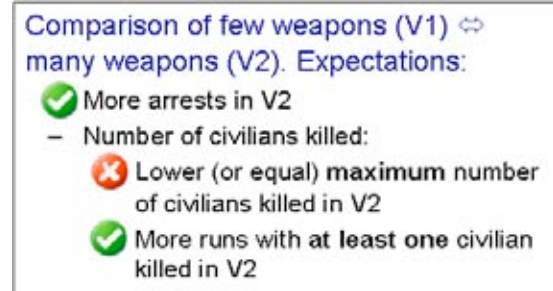 Comparison of few weapons (V1) ⇔
many weapons (V2). Expectations:
More arrests in V2
– Number of civilians killed:
Lower (or equal) maximum number
of civilians killed in V2
More runs with at least one civilian
killed in V2